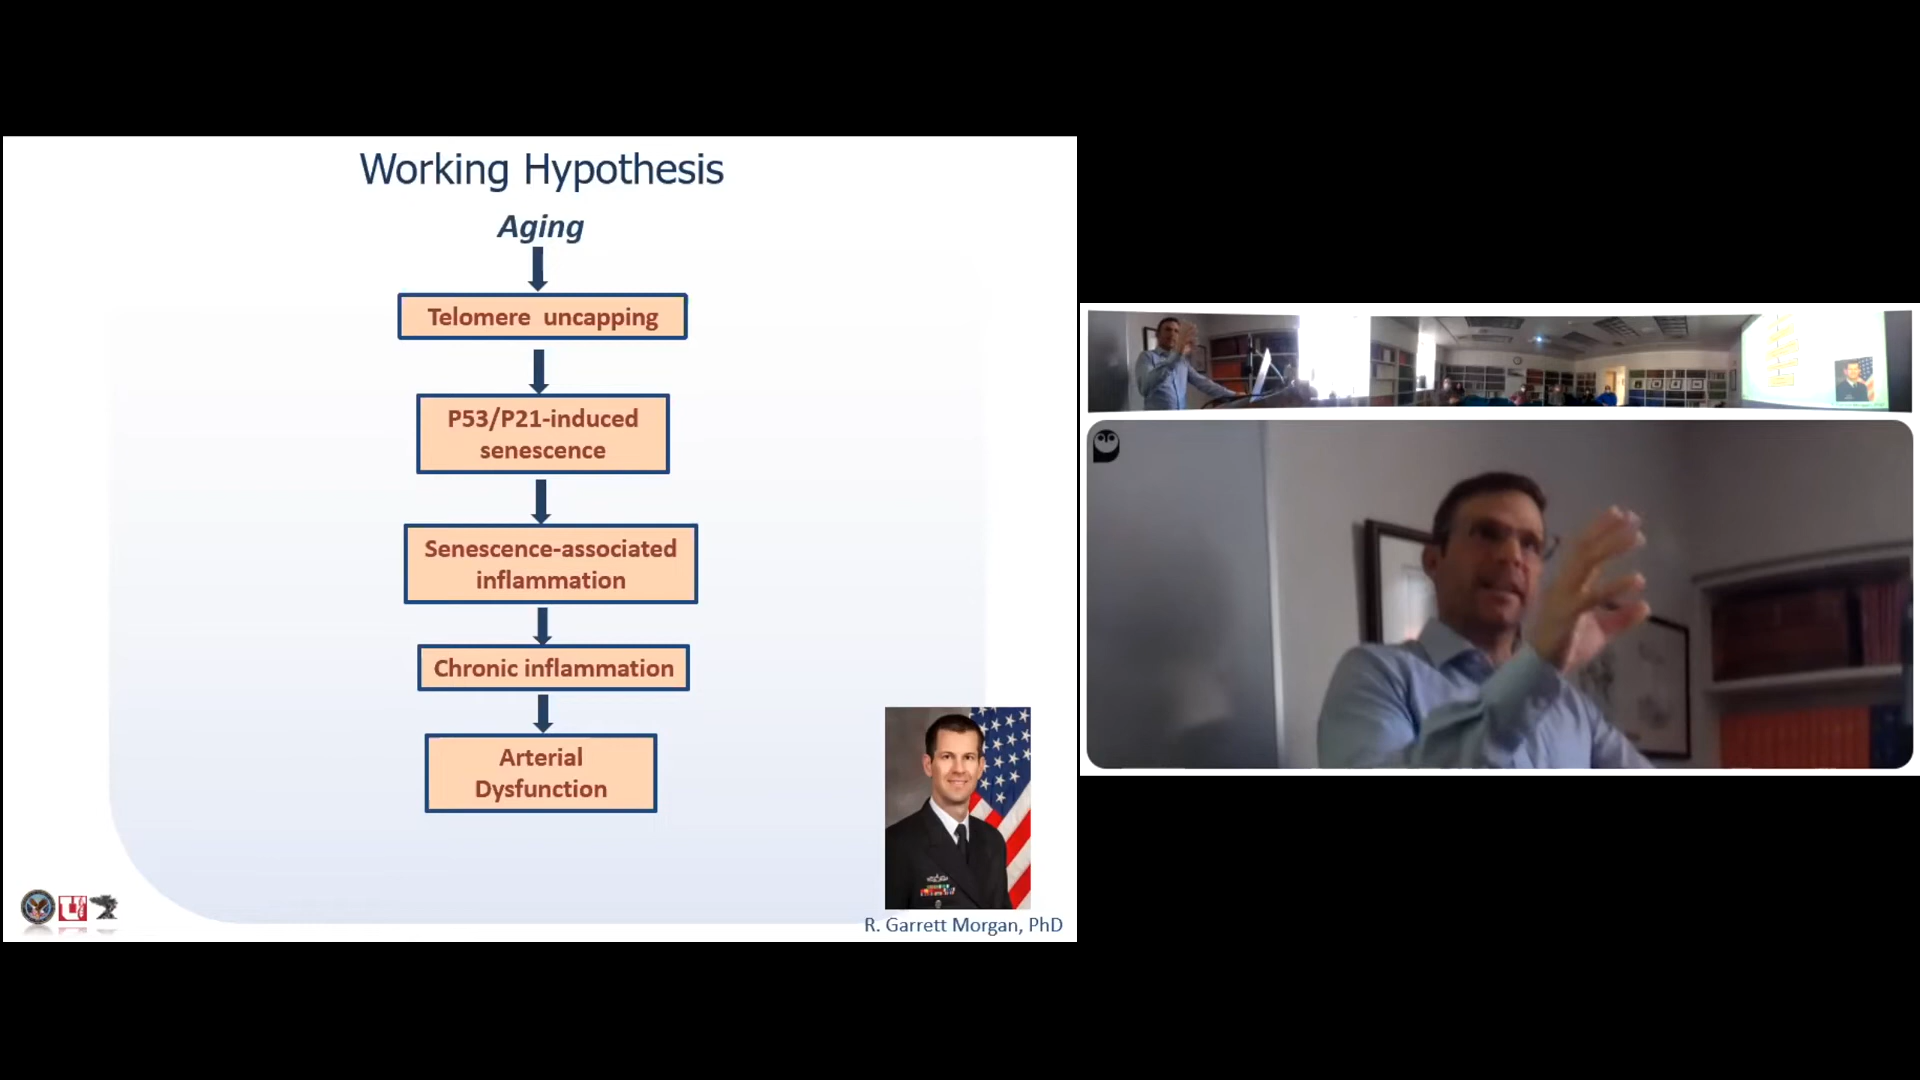 Working Hypothesis
Aging
Telomere uncapping
P53/P21-induced
senescence
Senescence-associated
inflammation
Chronic inflammation
Arterial
Dysfunction
R. Garrett Morgan, PhD
U